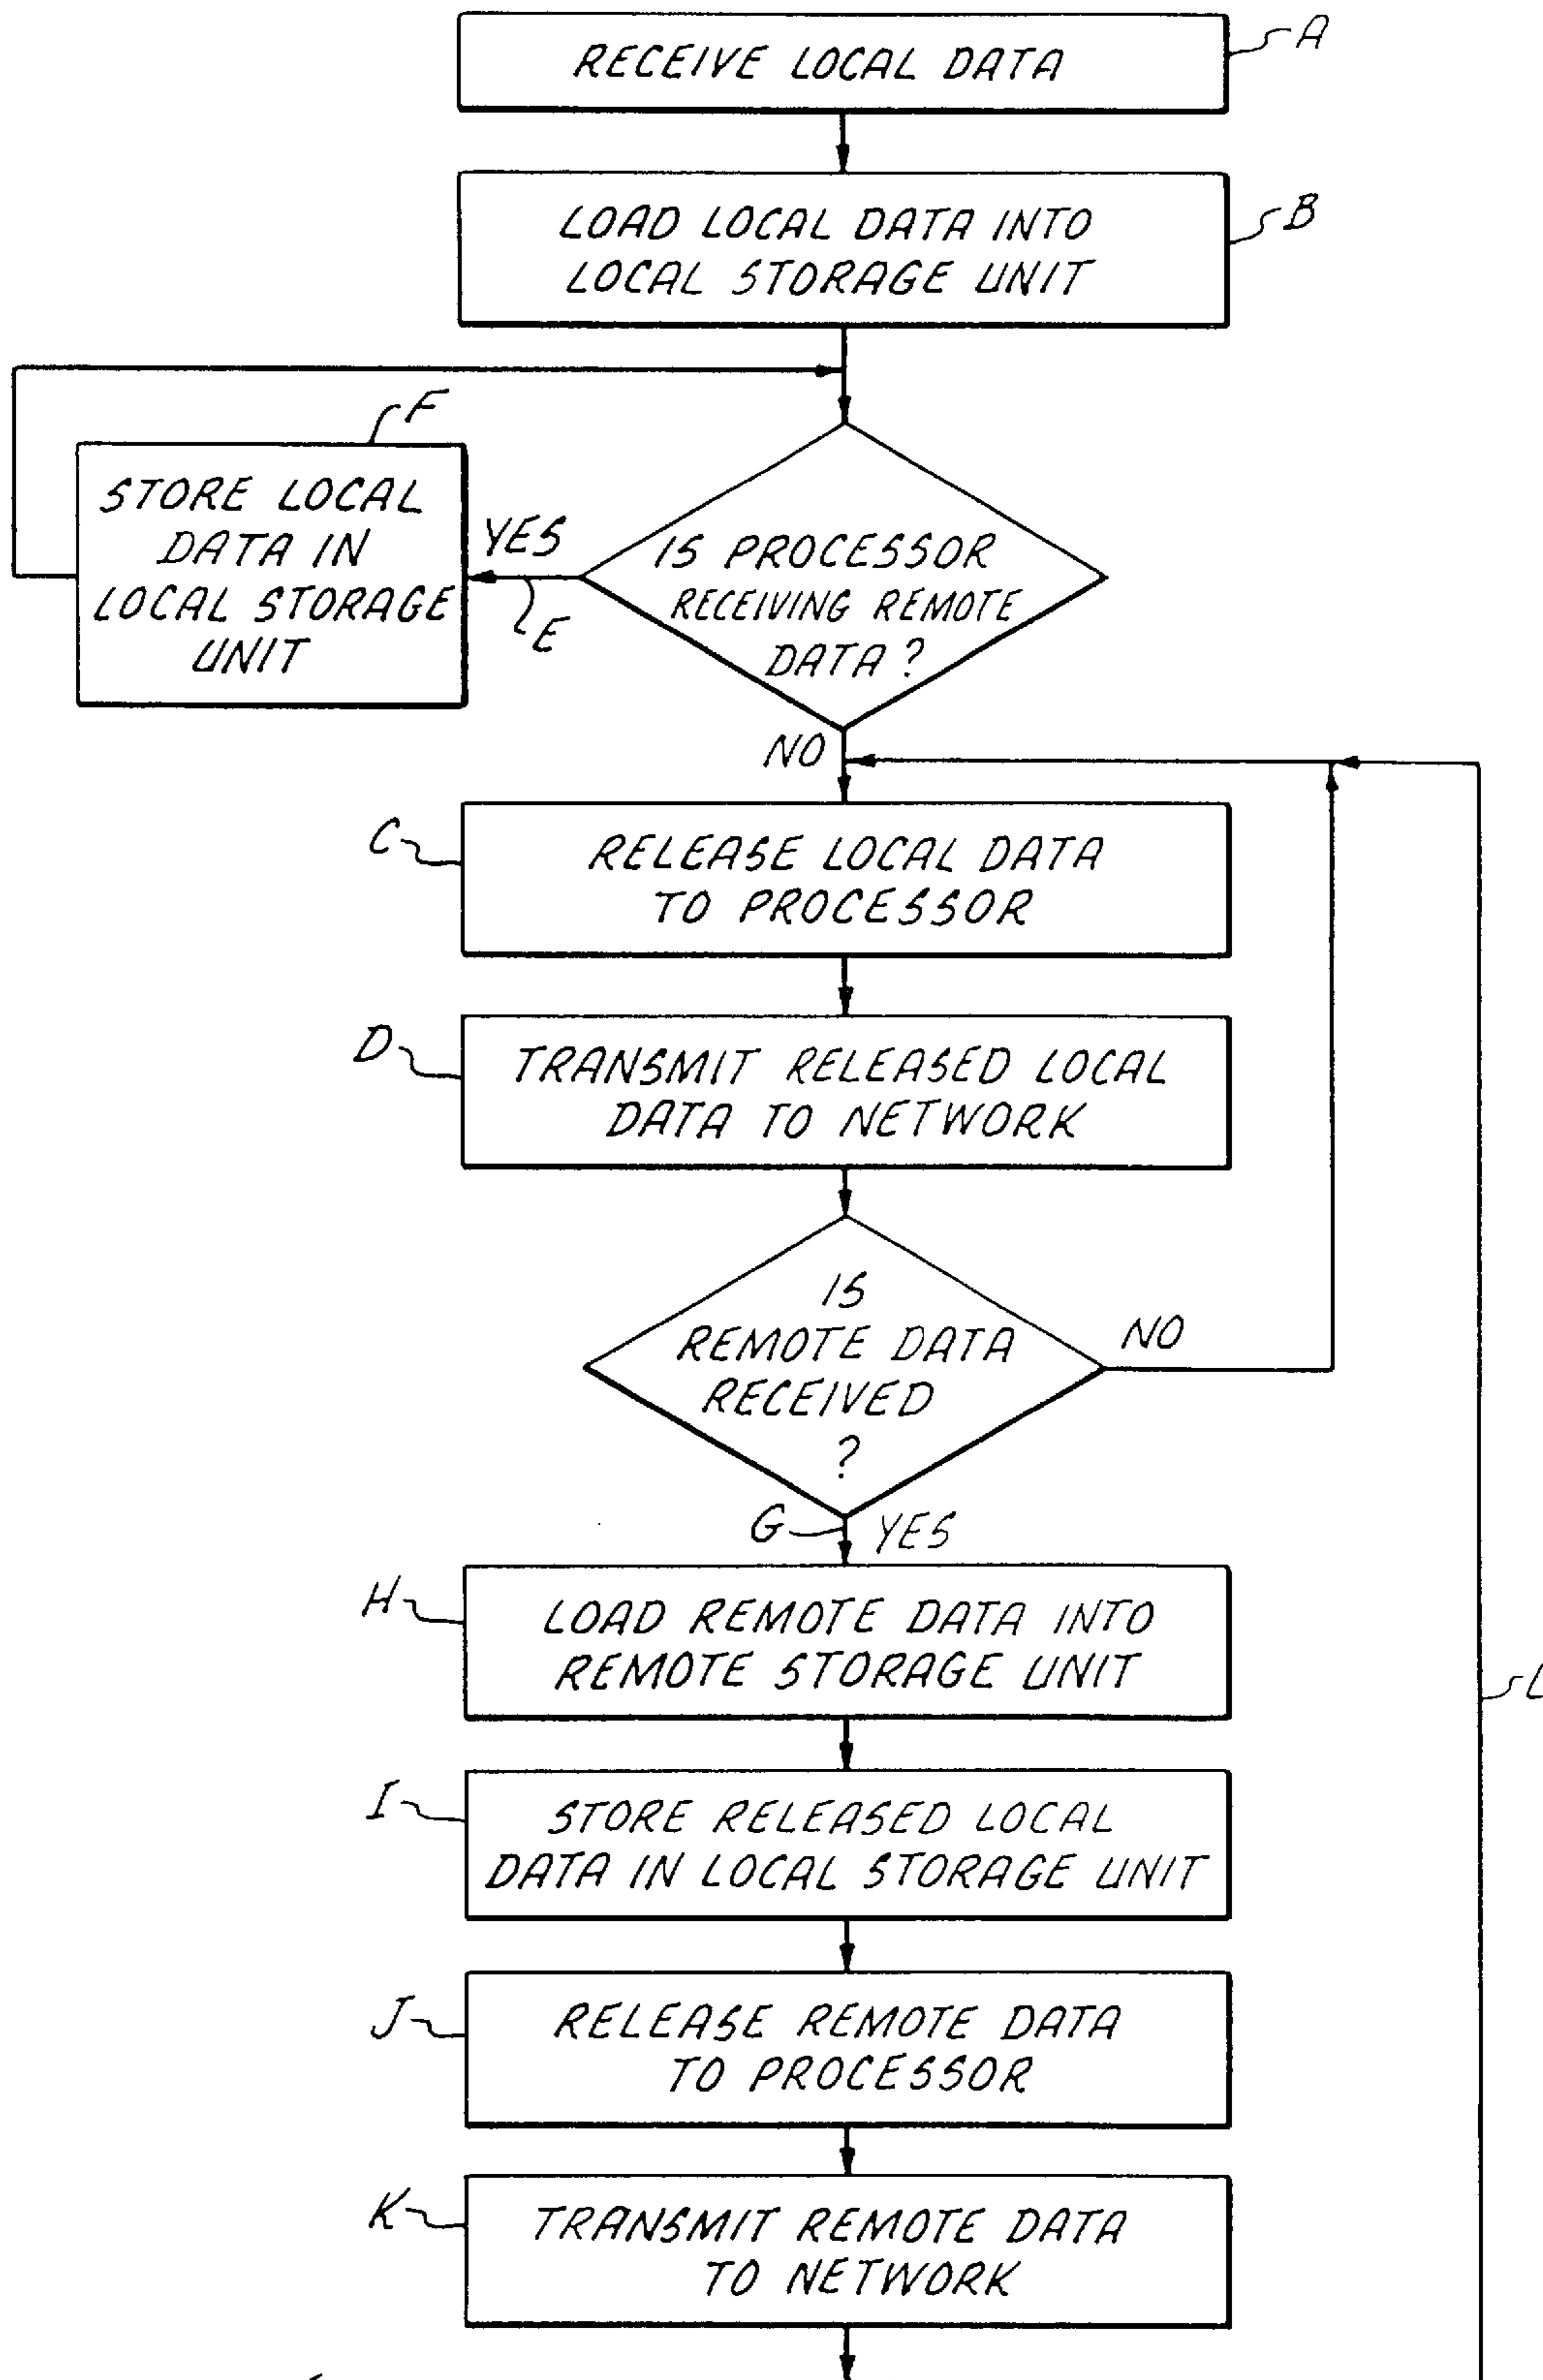 RECEIVE LOCAL DATA
A
LOAD LOCAL DATA INTO
LOCAL STORAGE UNIT
B
F
STORE LOCAL
DATA IN
LOCAL STORAGE
UNIT
YES
E
IS PROCESSOR
RECEIVING REMOTE
DATA?
NO
C
RELEASE LOCAL DATA
TO PROCESSOR
D
TRANSMIT RELEASED LOCAL
DATA TO NETWORK
IS
REMOTE DATA
RECEIVED
?
NO
G
YES
H
LOAD REMOTE DATA INTO
REMOTE STORAGE UNIT
L
I
STORE RELEASED LOCAL
DATA IN LOCAL STORAGE UNIT
J
RELEASE REMOTE DATA
TO PROCESSOR
K
TRANSMIT REMOTE DATA
TO NETWORK